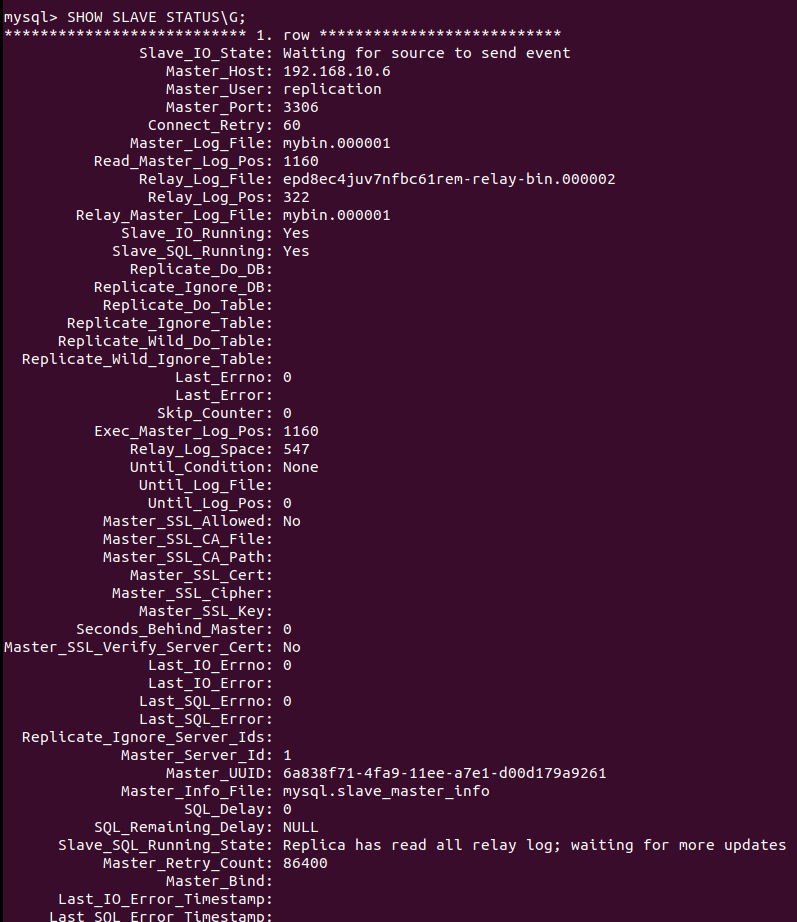 mysql> SHOW SLAVE STATUS\G;
*************************** 1. row ***************************
Slave_IO_State: Waiting for source to send event
Master_Host: 192.168.10.6
Master_User: replication
Master_Port: 3306
Connect_Retry: 60
Master_Log_File: mybin.000001
Read_Master_Log_Pos: 1160
Relay_Log_File: epd8ec4juv7nfbc61rem-relay-bin.000002
Relay_Log_Pos: 322
Relay_Master_Log_File: mybin.000001
Slave_IO_Running: Yes
Slave_SQL_Running: Yes
Replicate_Do_DB:
Replicate_Ignore_DB:
Replicate_Do_Table:
Replicate_Ignore_Table:
Replicate_Wild_Do_Table:
Replicate_Wild_Ignore_Table:
Last_Errno: 0
Last_Error:
Skip_Counter: 0
Exec_Master_Log_Pos: 1160
Relay_Log_Space: 547
Until_Condition: None
Until_Log_File:
Until_Log_Pos: 0
Master_SSL_Allowed: No
Master_SSL_CA_File:
Master_SSL_CA_Path:
Master_SSL_Cert:
Master_SSL_Cipher:
Master_SSL_Key:
Seconds_Behind_Master: 0
Master_SSL_Verify_Server_Cert: No
Last_IO_Errno: 0
Last_IO_Error:
Last_SQL_Errno: 0
Last_SQL_Error:
Replicate_Ignore_Server_Ids:
Master_Server_Id: 1
Master_UUID: 6a838f71-4fa9-11ee-a7e1-d00d179a9261
Master_Info_File: mysql.slave_master_info
SQL_Delay: 0
SQL_Remaining_Delay: NULL
Slave_SQL_Running_State: Replica has read all relay log; waiting for more updates
Master_Retry_Count: 86400
Master_Bind:
Last_IO_Error_Timestamp:
Last_SQL_Error_Timestamp: